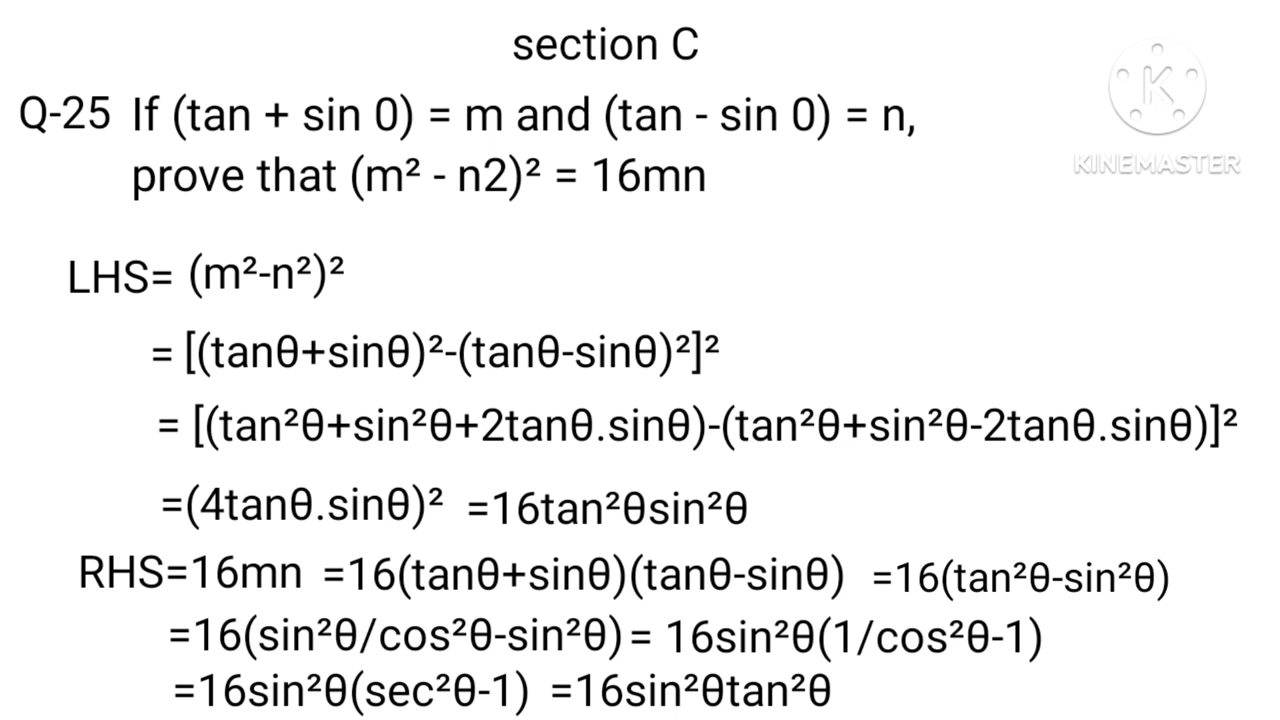 section C
K
KINEMASTER
Q-25 If (tan + sin 0) = m and (tan - sin 0) = n,
prove that (m² - n2)² = 16mn
LHS= (m²-n²)²
= [(tanθ+sinθ)²-(tanθ-sinθ)²]²
= [(tan²θ+sin²θ+2tanθ.sinθ)-(tan²θ+sin²θ-2tanθ.sinθ)]²
=(4tanθ.sinθ)² =16tan²θsin²θ
RHS=16mn =16(tanθ+sinθ)(tanθ-sinθ) =16(tan²θ-sin²θ)
=16(sin²θ/cos²θ-sin²θ) = 16sin²θ(1/cos²θ-1)
=16sin²θ(sec²θ-1) =16sin²θtan²θ